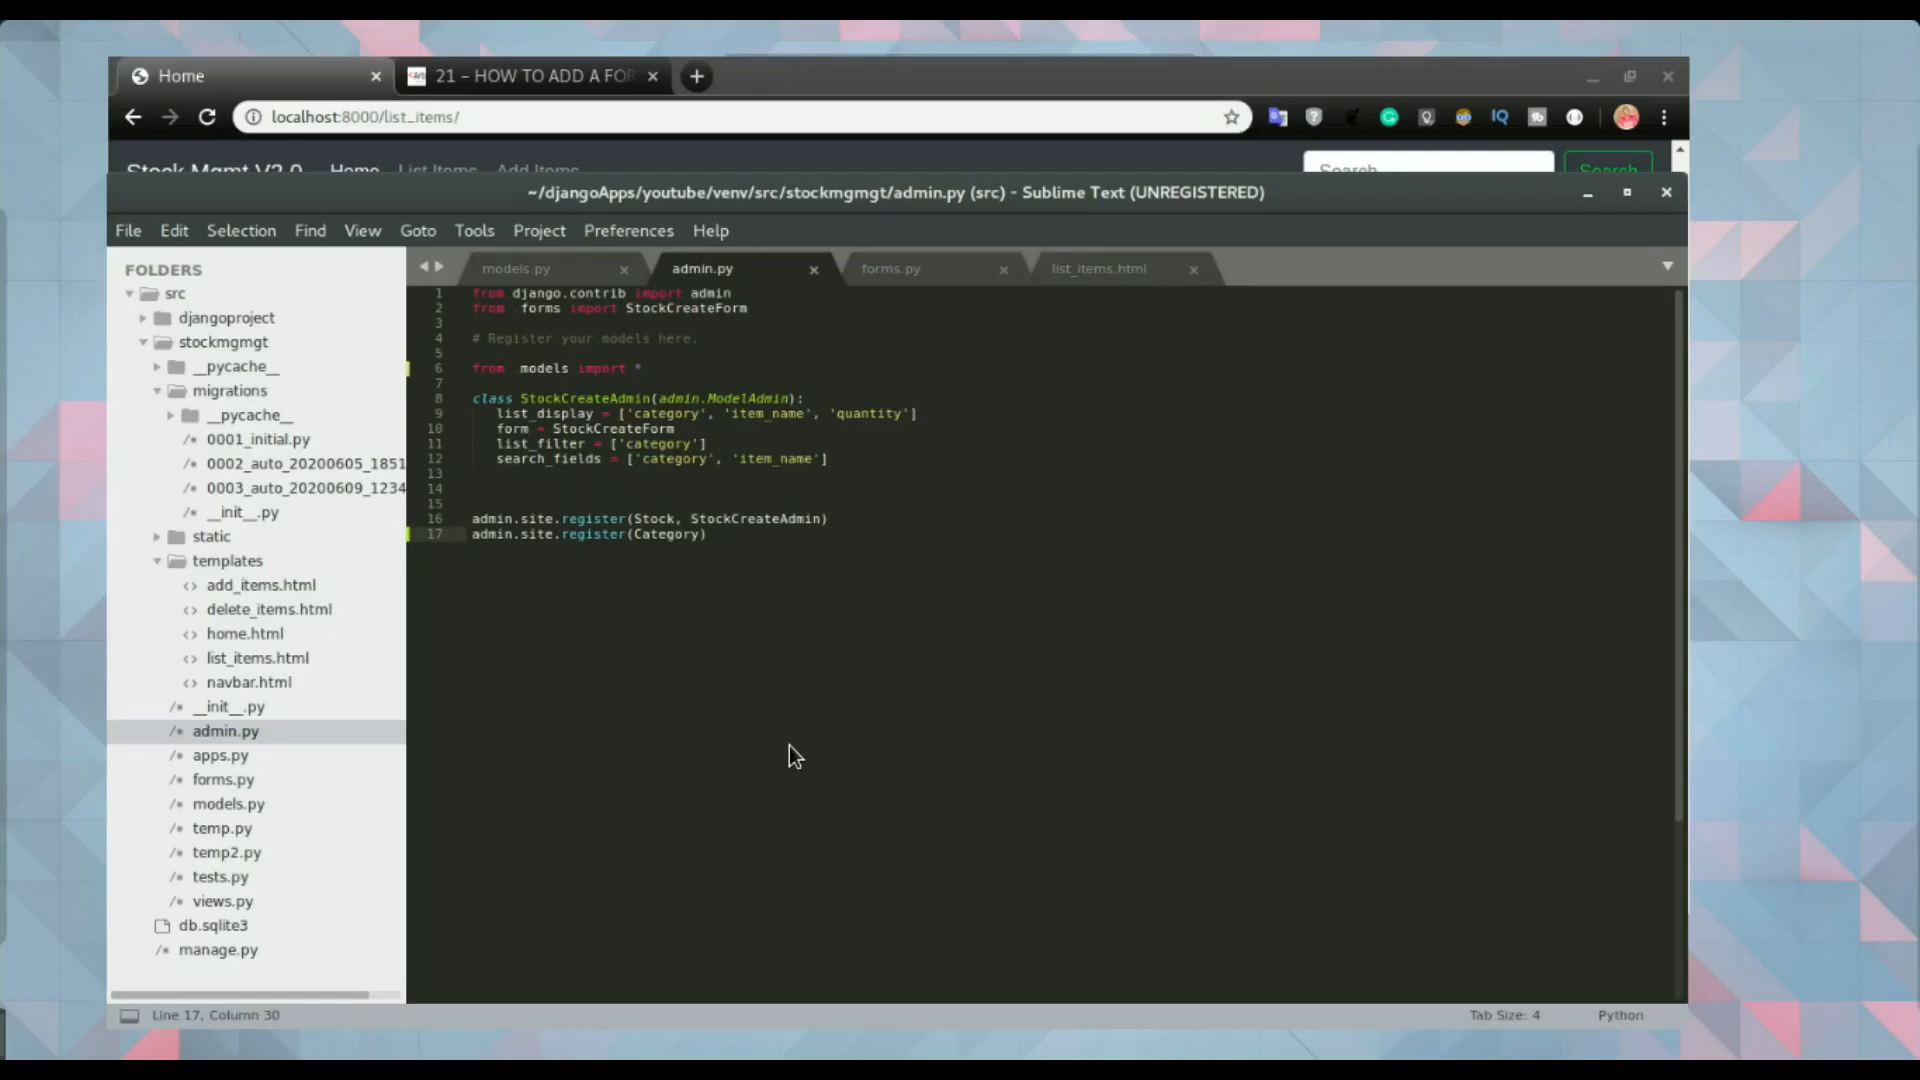 Home
21 – HOW TO ADD A FOR
localhost:8000/list_items/
IQ
Stock Mgmt V2.0 Home List Items Add Items Search Search
~/djangoApps/youtube/venv/src/stockmgmgt/admin.py (src) - Sublime Text (UNREGISTERED)
File Edit Selection Find View Goto Tools Project Preferences Help
FOLDERS
src
djangoproject
stockmgmgt
__pycache__
migrations
__pycache__
/* 0001_initial.py
/* 0002_auto_20200605_1851
/* 0003_auto_20200609_1234
/* __init__.py
static
templates
<> add_items.html
<> delete_items.html
<> home.html
<> list_items.html
<> navbar.html
/* __init__.py
/* admin.py
/* apps.py
/* forms.py
/* models.py
/* temp.py
/* temp2.py
/* tests.py
/* views.py
db.sqlite3
/* manage.py
models.py admin.py forms.py list_items.html
1 from django.contrib import admin
2 from .forms import StockCreateForm
3
4 # Register your models here.
5
6 from .models import *
7
8 class StockCreateAdmin(admin.ModelAdmin):
9 list_display = ['category', 'item_name', 'quantity']
10 form = StockCreateForm
11 list_filter = ['category']
12 search_fields = ['category', 'item_name']
13
14
15
16 admin.site.register(Stock, StockCreateAdmin)
17 admin.site.register(Category)
Line 17, Column 30 Tab Size: 4 Python